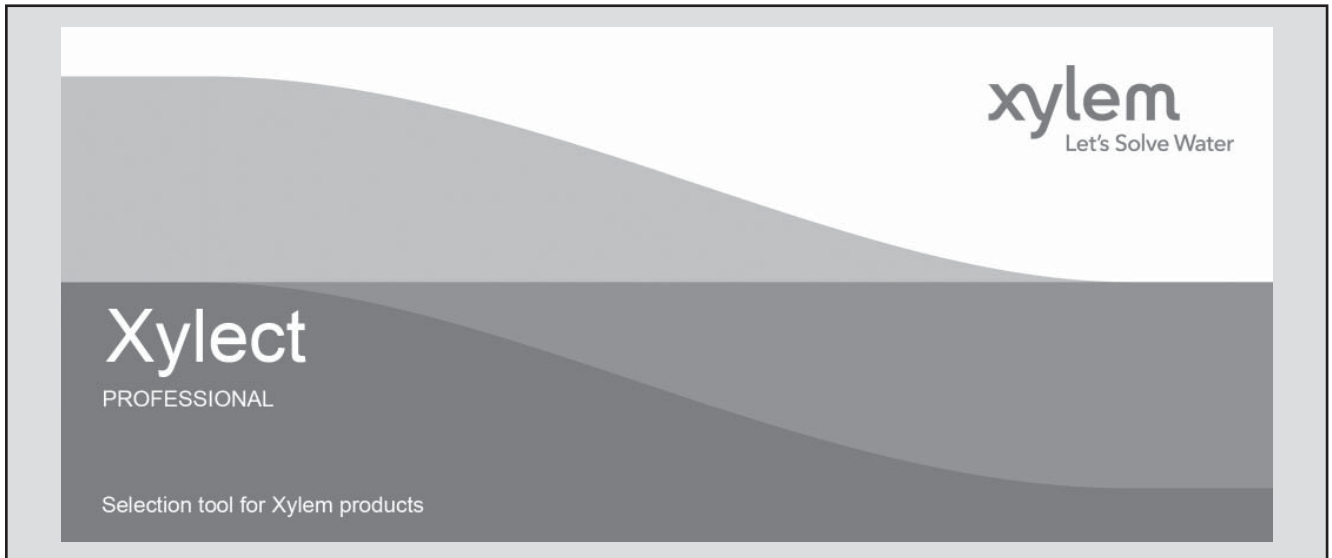 xylem
Let's Solve Water
Xylect
PROFESSIONAL
Selection tool for Xylem products